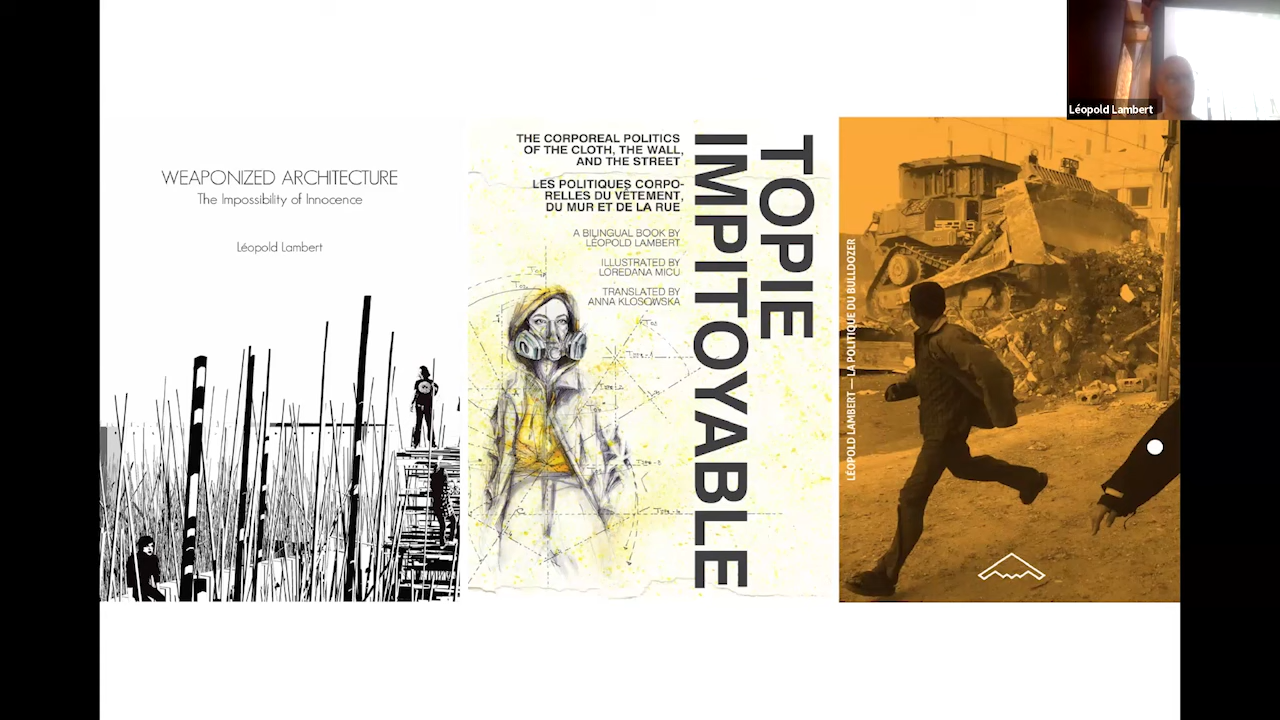 Léopold Lambert
WEAPONIZED ARCHITECTURE
The Impossibility of Innocence
Léopold Lambert
THE CORPOREAL POLITICS
OF THE CLOTH, THE WALL,
AND THE STREET
LES POLITIQUES CORPO-
RELLES DU VÊTEMENT,
DU MUR ET DE LA RUE
A BILINGUAL BOOK BY
LÉOPOLD LAMBERT
ILLUSTRATED BY
LOREDANA MICU
TRANSLATED BY
ANNA KLOSOWSKA
TOPIE
IMPITOYABLE
LÉOPOLD LAMBERT — LA POLITIQUE DU BULLDOZER